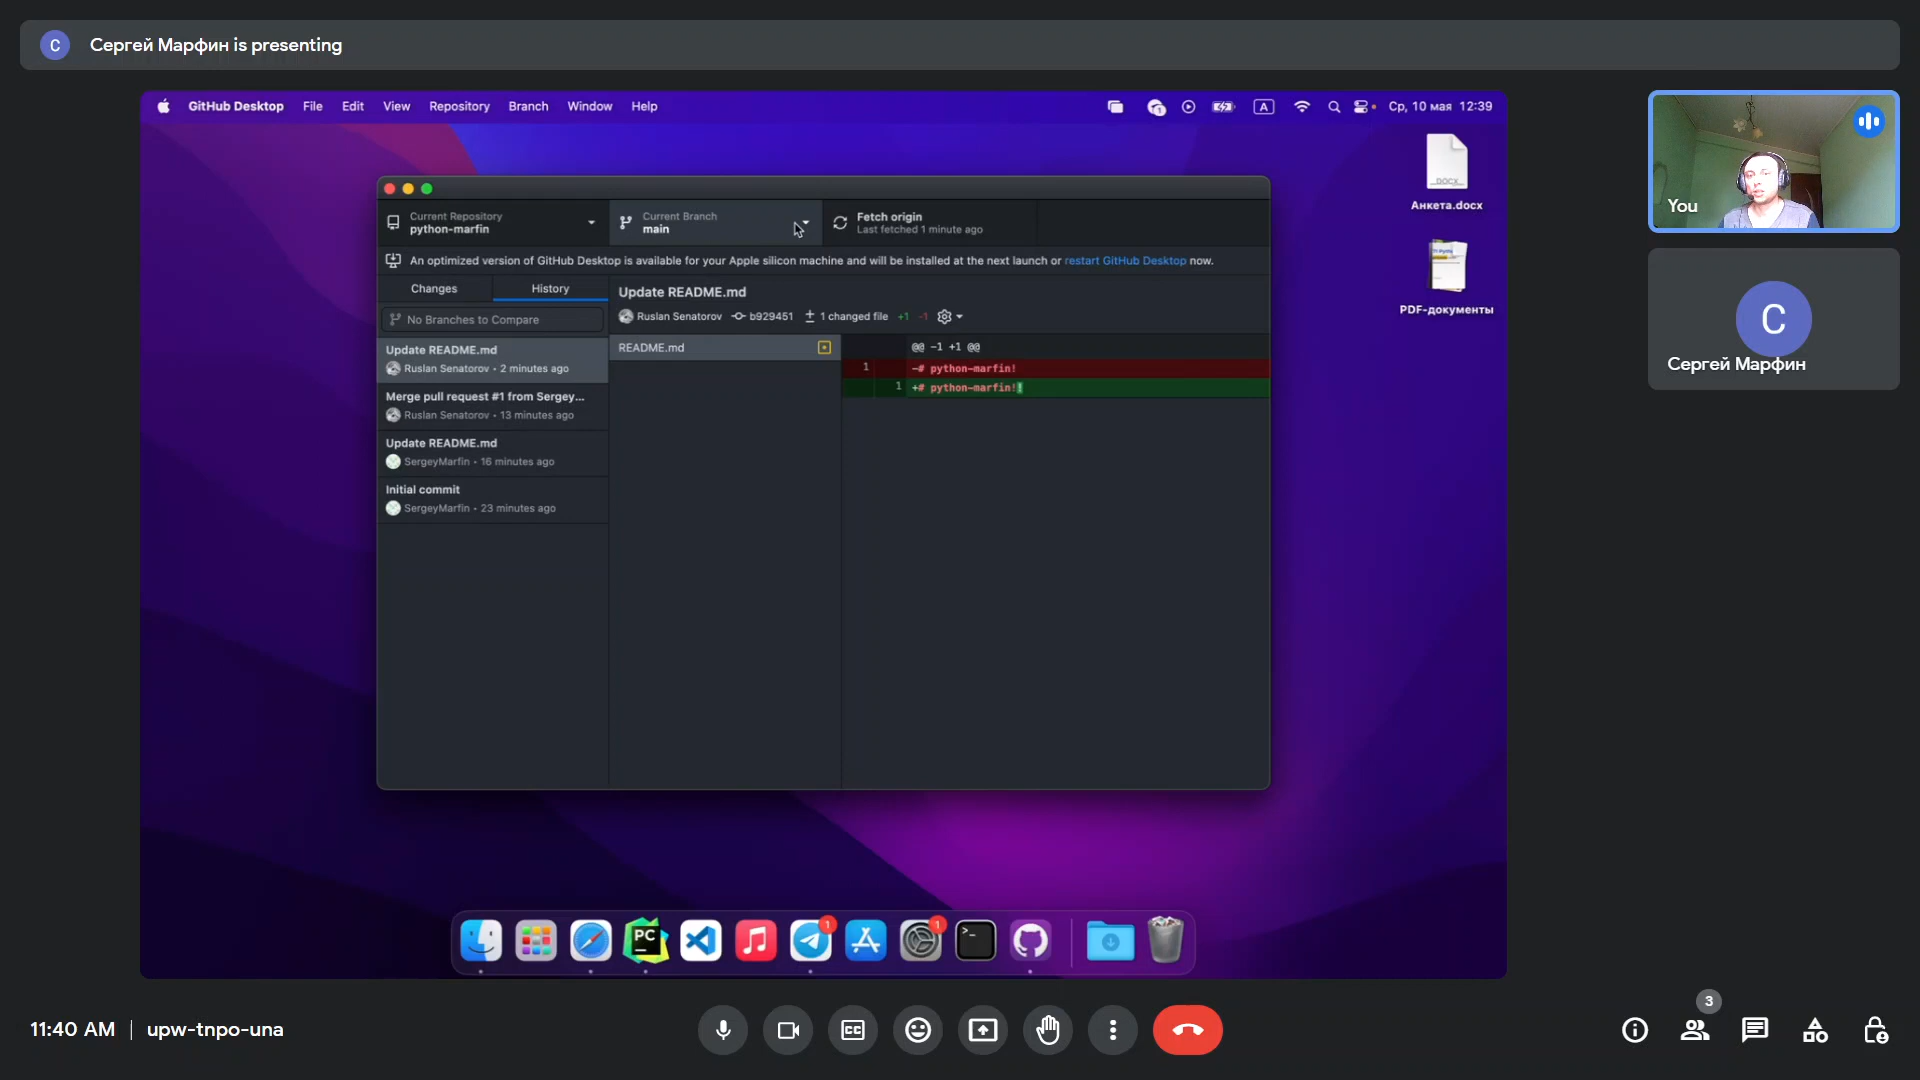 С
Сергей Марфин is presenting
GitHub Desktop File Edit View Repository Branch Window Help
A
Ср, 10 мая 12:39
DOCX
Анкета.docx
PDF-документы
Current Repository
python-marfin
Current Branch
main
Fetch origin
Last fetched 1 minute ago
An optimized version of GitHub Desktop is available for your Apple silicon machine and will be installed at the next launch or restart GitHub Desktop now.
Changes
History
No Branches to Compare
Update README.md
Ruslan Senatorov • 2 minutes ago
Merge pull request #1 from Sergey...
Ruslan Senatorov • 13 minutes ago
Update README.md
SergeyMarfin • 16 minutes ago
Initial commit
SergeyMarfin • 23 minutes ago
Update README.md
Ruslan Senatorov b929451 1 changed file +1 -1
README.md
@@ -1 +1 @@
1 -# python-marfin!
1 +# python-marfin!!
PC
1
1
You
С
Сергей Марфин
11:40 AM | upw-tnpo-una
CC
3